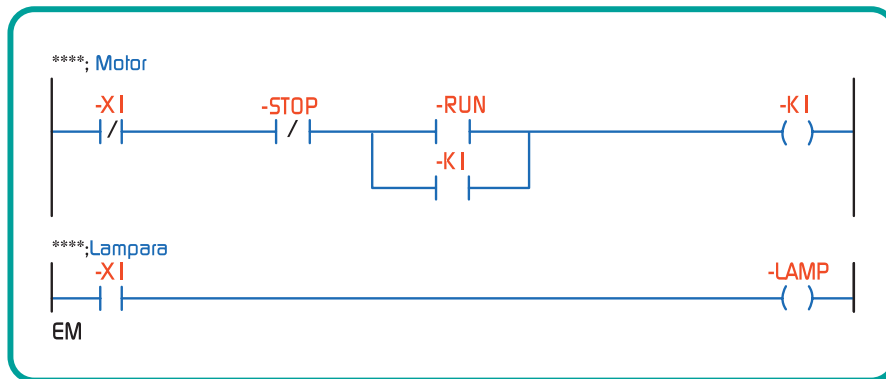 ****; Motor
-X1 -STOP -RUN -K1
-K1
****;Lampara
-X1 -LAMP
EM